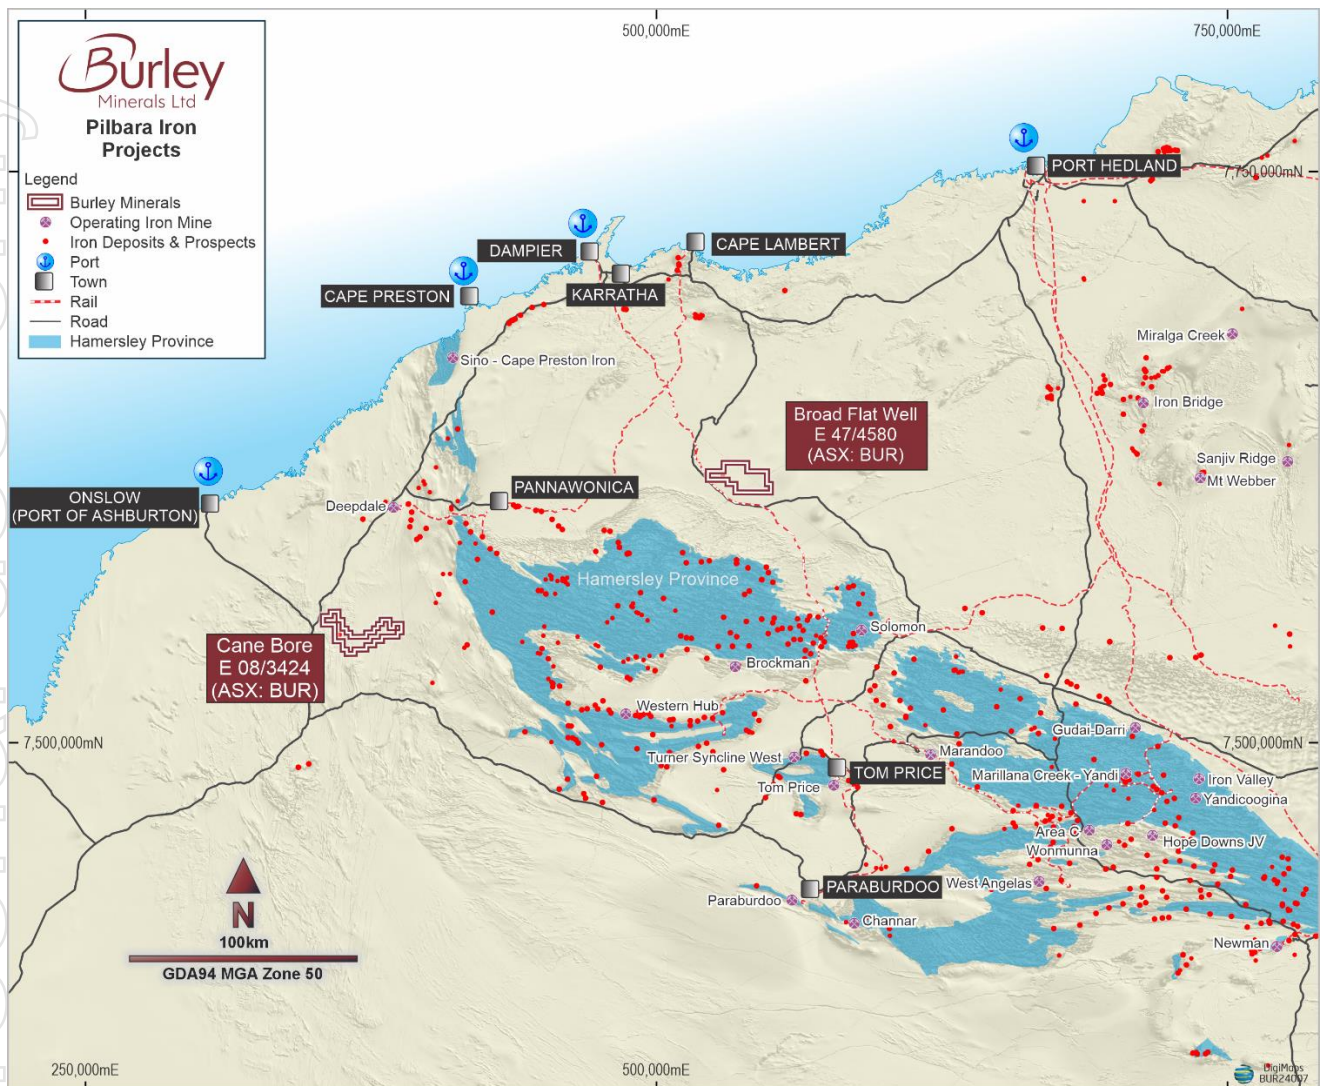 500,000mE
750,000mE
Burley
Minerals Ltd
Pilbara Iron
Projects
Legend
Burley Minerals
Operating Iron Mine
Iron Deposits & Prospects
Port
Town
Rail
Road
Hamersley Province
PORT HEDLAND
7,750,000mN
DAMPIER
CAPE LAMBERT
KARRATHA
CAPE PRESTON
Miralga Creek
Sino - Cape Preston Iron
Iron Bridge
Broad Flat Well
E 47/4580
(ASX: BUR)
Sanjiv Ridge
Mt Webber
PANNAWONICA
ONSLOW
(PORT OF ASHBURTON)
Deepdale
Hamersley Province
Solomon
Cane Bore
E 08/3424
(ASX: BUR)
Brockman
Western Hub
7,500,000mN
7,500,000mN
Gudai-Darri
Turner Syncline West
Marandoo
TOM PRICE
Marillana Creek - Yandi
Iron Valley
Tom Price
Yandicoogina
Area C
Hope Downs JV
Wonmunna
West Angelas
PARABURDOO
Paraburdoo
Channar
Newman
N
100km
GDA94 MGA Zone 50
250,000mE
500,000mE
DigiMaps
BUR24007